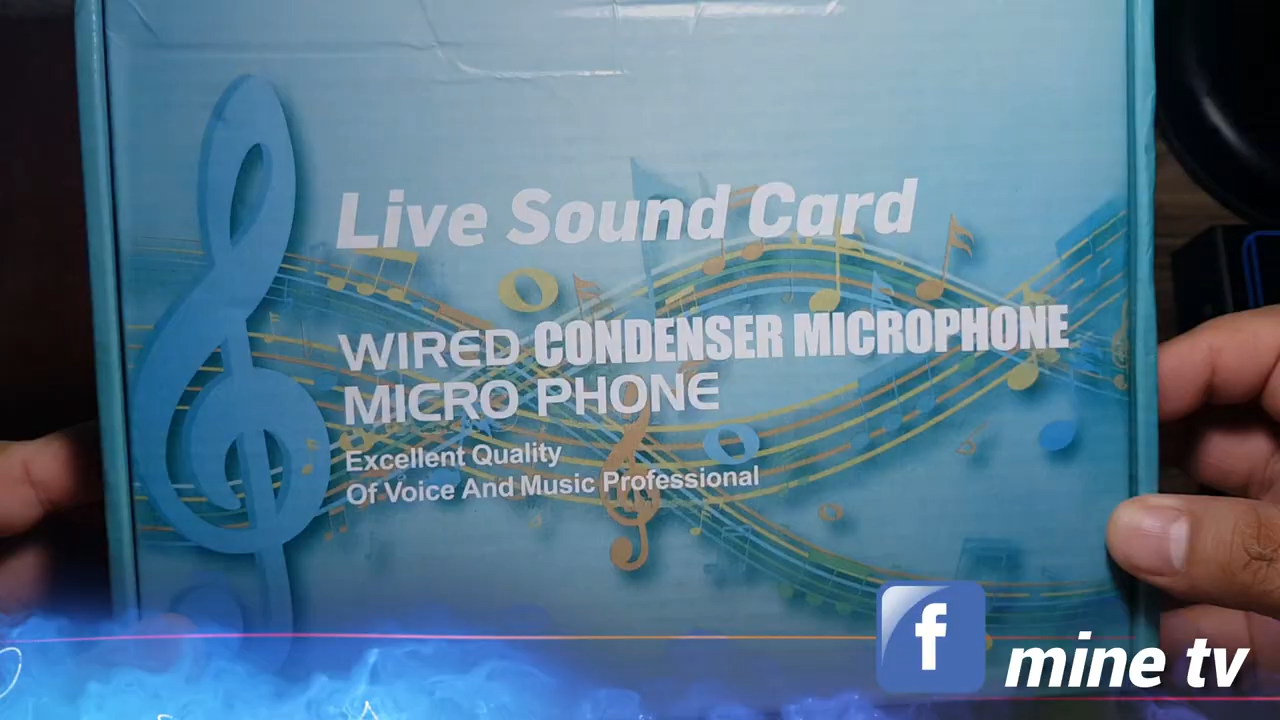 Live Sound Card
WIRED CONDENSER MICROPHONE
MICRO PHONE
Excellent Quality
Of Voice And Music Professional
f mine tv